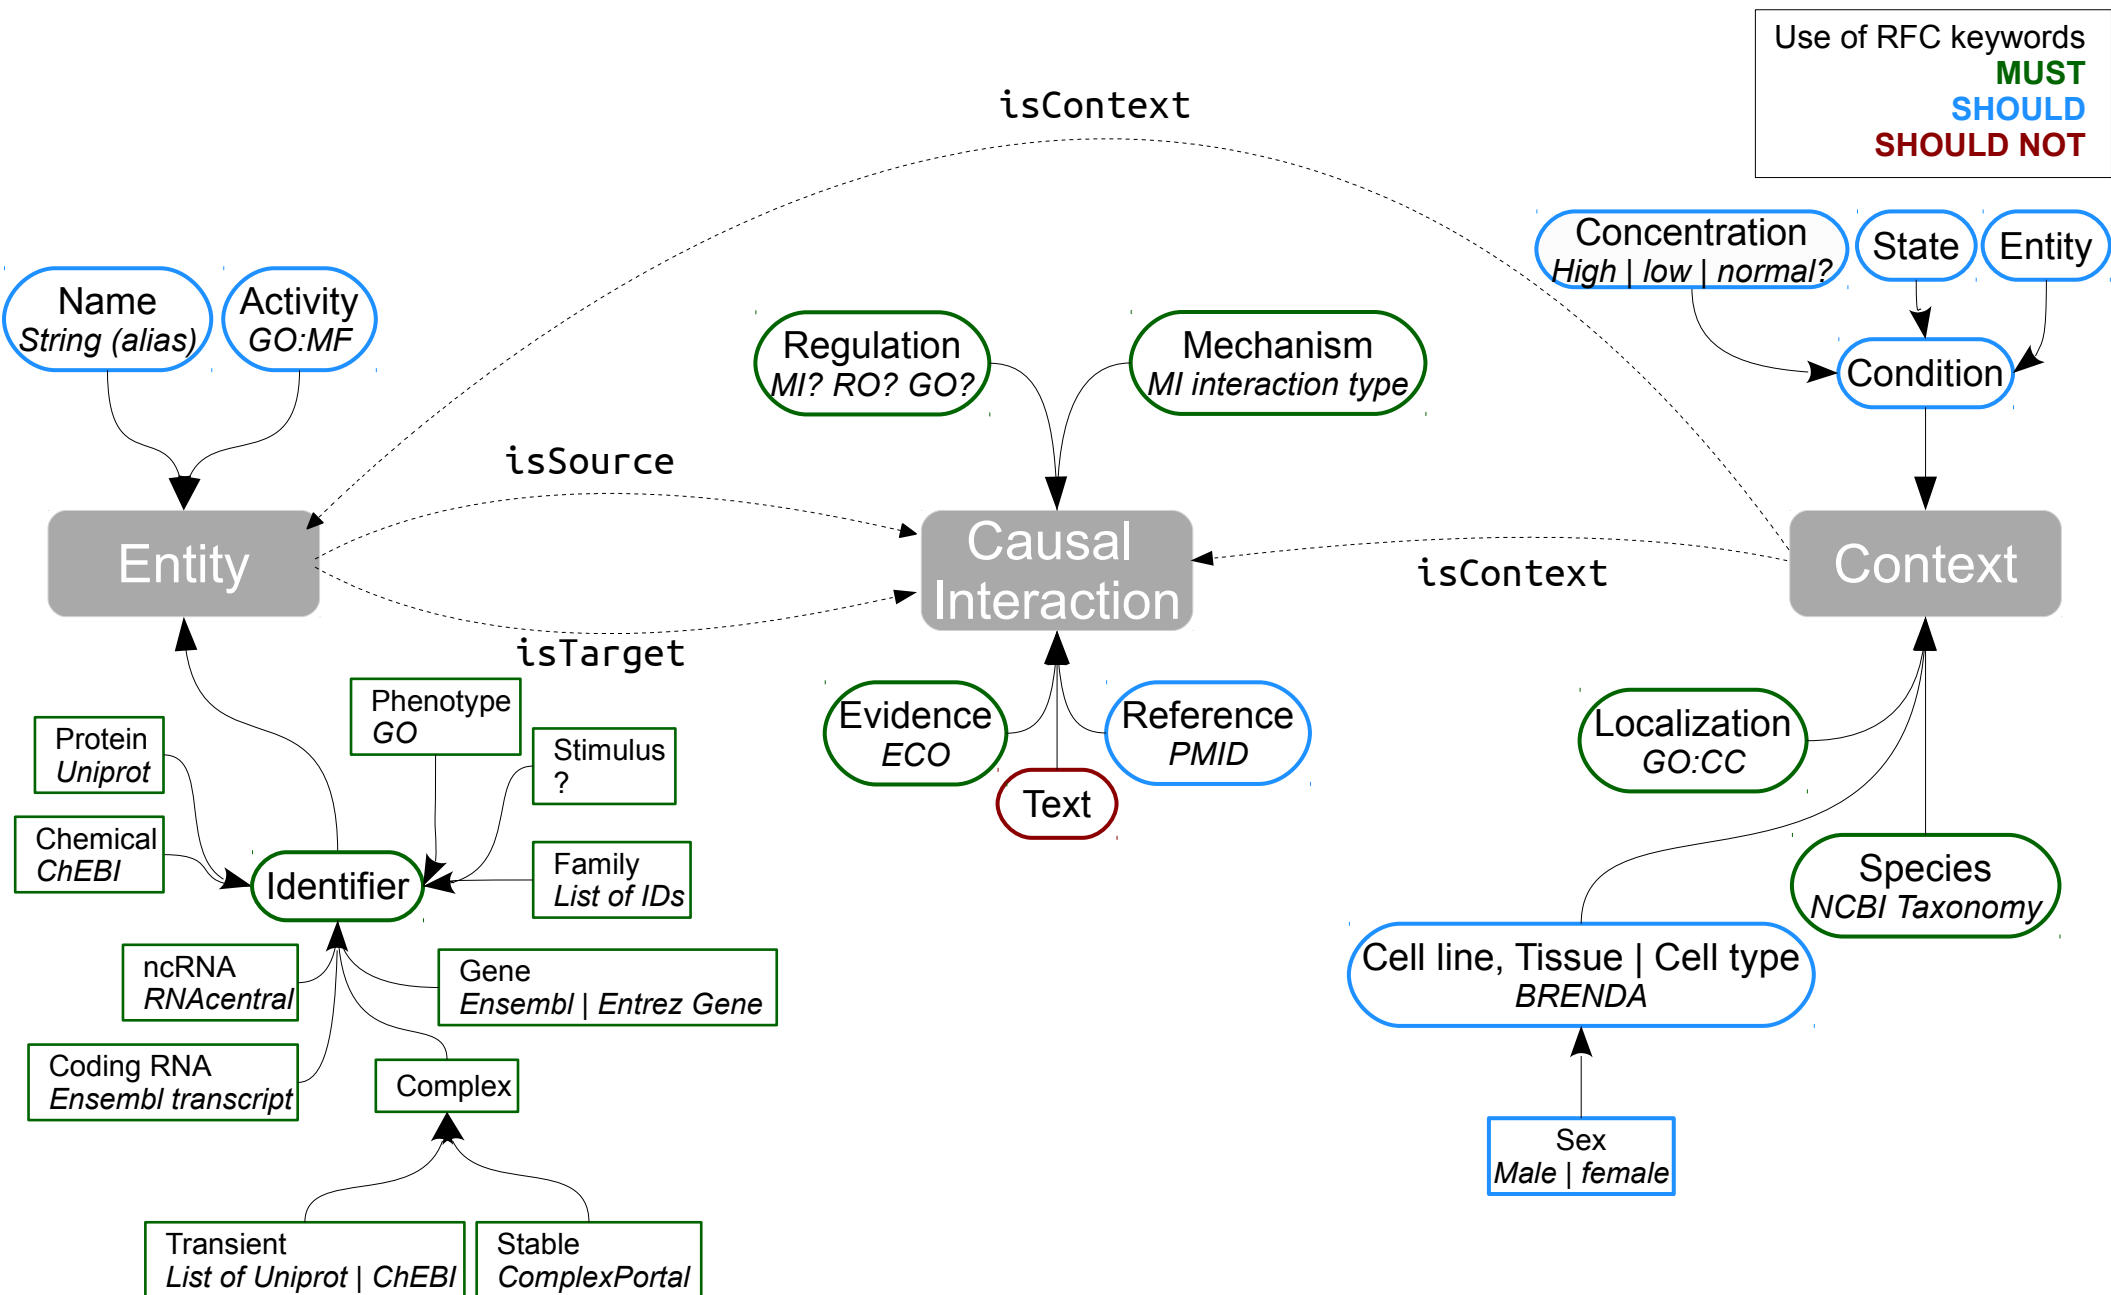 Use of RFC keywords
MUST
SHOULD
SHOULD NOT
isContext
Concentration
High | low | normal?
State
Entity
Name
String (alias)
Activity
GO:MF
Regulation
MI? RO? GO?
Mechanism
MI interaction type
Condition
isSource
Entity
Causal
Interaction
isContext
Context
isTarget
Protein
Uniprot
Phenotype
GO
Stimulus
?
Evidence
ECO
Reference
PMID
Text
Localization
GO:CC
Chemical
ChEBI
Identifier
Family
List of IDs
Species
NCBI Taxonomy
ncRNA
RNAcentral
Gene
Ensembl | Entrez Gene
Cell line, Tissue | Cell type
BRENDA
Coding RNA
Ensembl transcript
Complex
Sex
Male | female
Transient
List of Uniprot | ChEBI
Stable
ComplexPortal